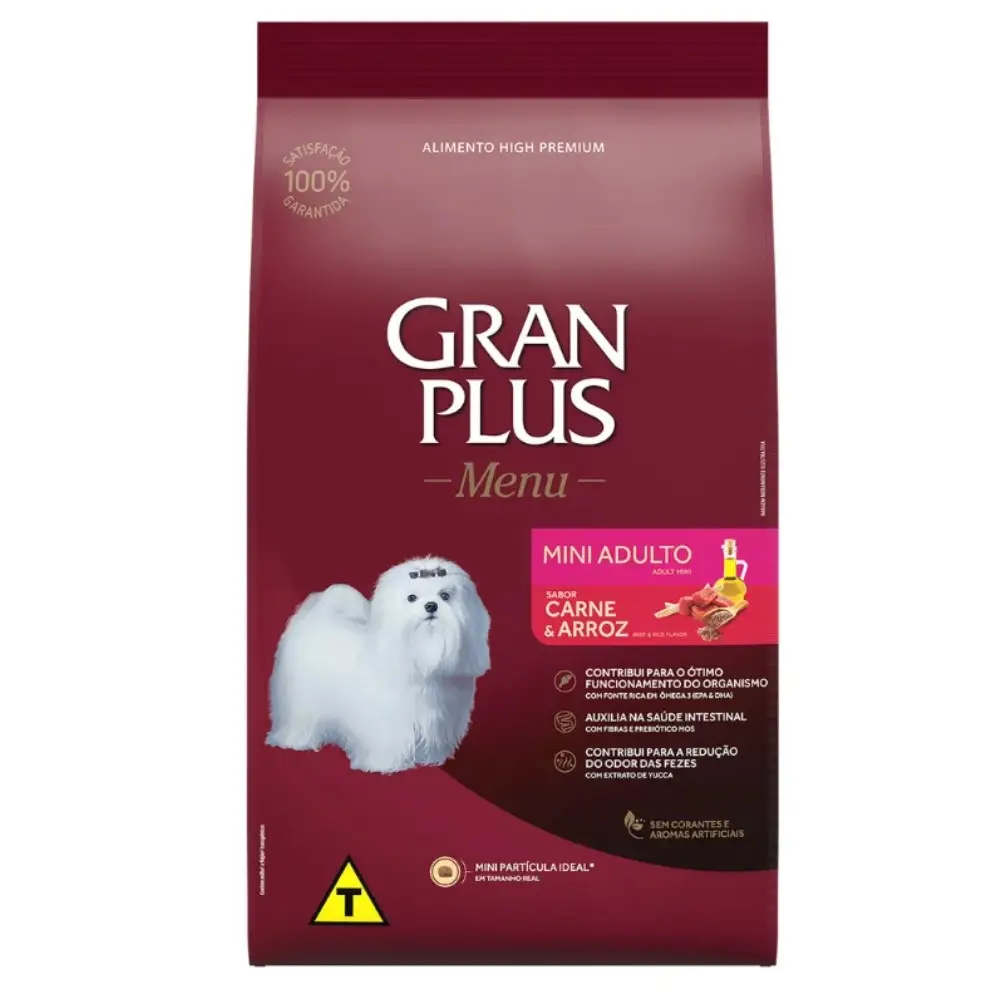 ALIMENTO HIGH PREMIUM
SATISFAÇÃO
100%
GARANTIDA
GRAN
PLUS
Menu
MINI ADULTO
ADULT MINI
SABOR
CARNE
& ARROZ
BEEF & RICE FLAVOR
CONTRIBUI PARA O ÓTIMO
FUNCIONAMENTO DO ORGANISMO
COM FONTE RICA EM ÔMEGA 3 (EPA & DHA)
AUXILIA NA SAÚDE INTESTINAL
COM FIBRAS E PREBIÓTICO MOS
CONTRIBUI PARA A REDUÇÃO
DO ODOR DAS FEZES
COM EXTRATO DE YUCCA
SEM CORANTES E
AROMAS ARTIFICIAIS
MINI PARTÍCULA IDEAL*
EM TAMANHO REAL
T